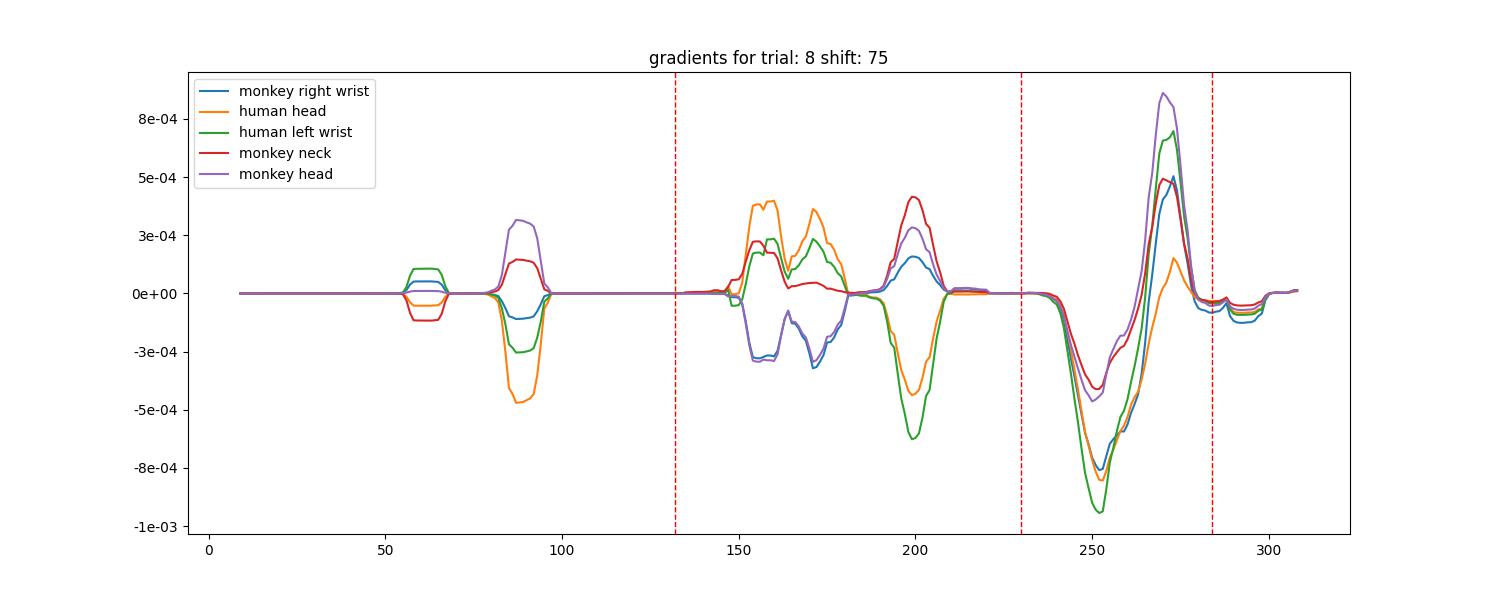 gradients for trial: 8 shift: 75
monkey right wrist
human head
human left wrist
monkey neck
monkey head
8e-04
5e-04
3e-04
0e+00
-3e-04
-5e-04
-8e-04
-1e-03
0 50 100 150 200 250 300